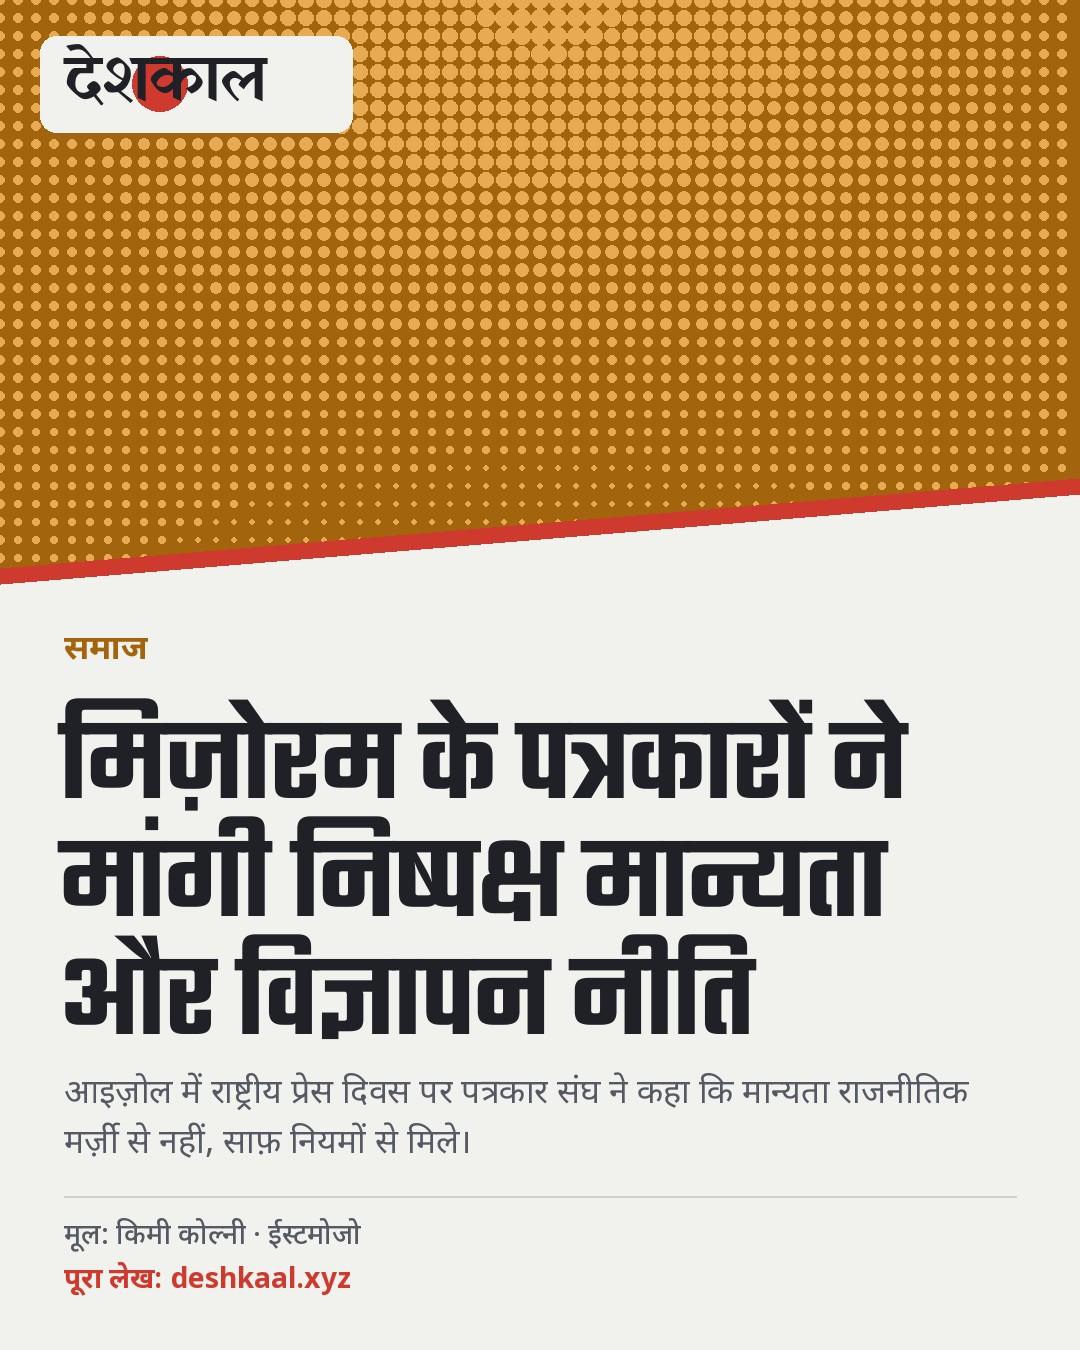 देशकाल
समाज
मिज़ोरम के पत्रकारों ने
मांगी निष्पक्ष मान्यता
और विज्ञापन नीति
आइज़ोल में राष्ट्रीय प्रेस दिवस पर पत्रकार संघ ने कहा कि मान्यता राजनीतिक
मर्ज़ी से नहीं, साफ़ नियमों से मिले।
मूल: किमी कोल्नी · ईस्टमोजो
पूरा लेख: deshkaal.xyz